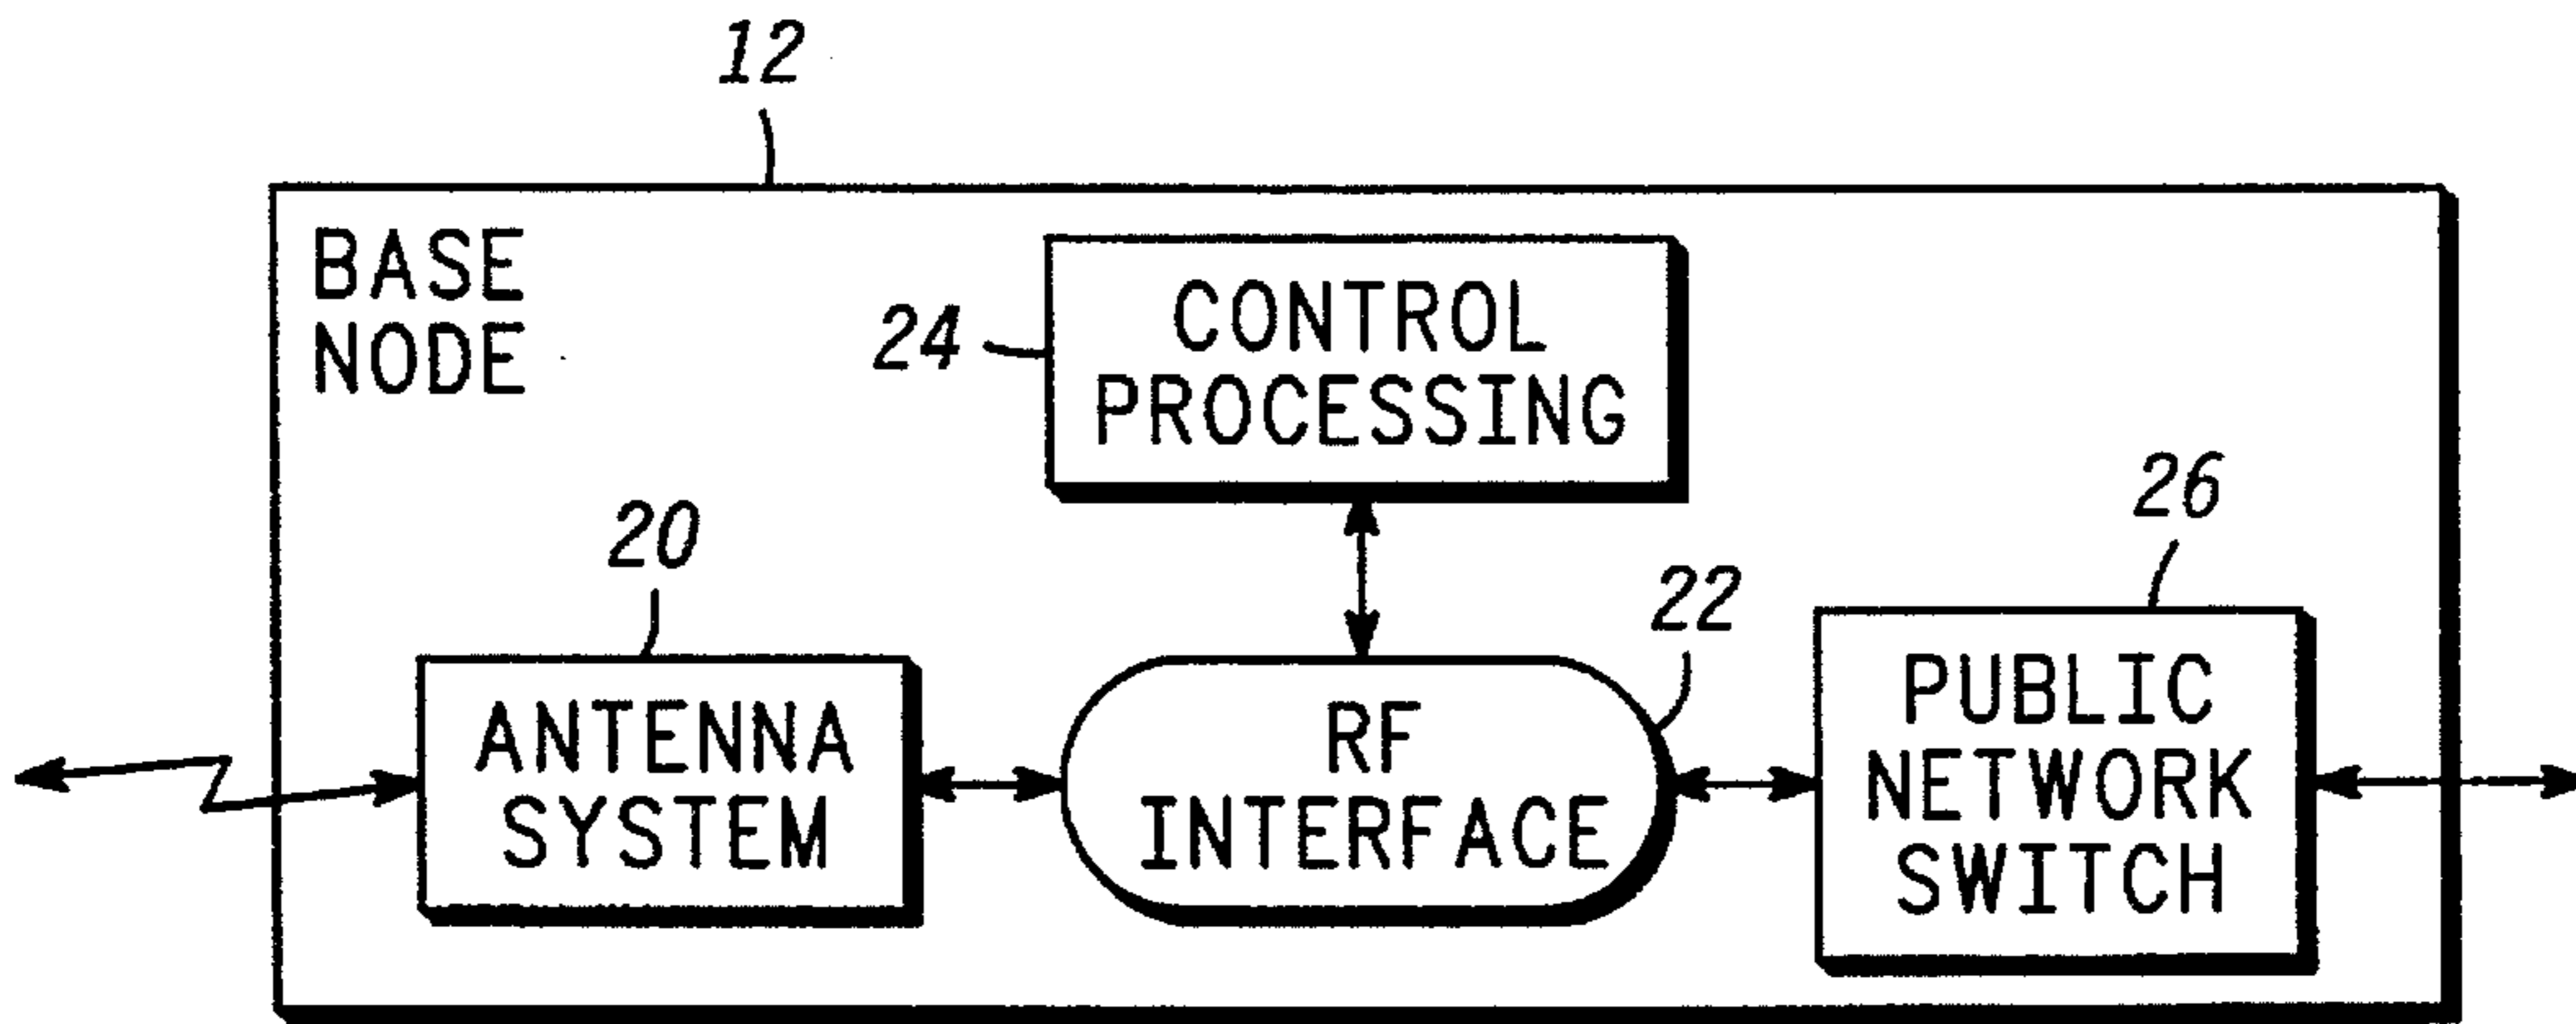 12
BASE
NODE
24
CONTROL
PROCESSING
20
22
26
ANTENNA
SYSTEM
RF
INTERFACE
PUBLIC
NETWORK
SWITCH